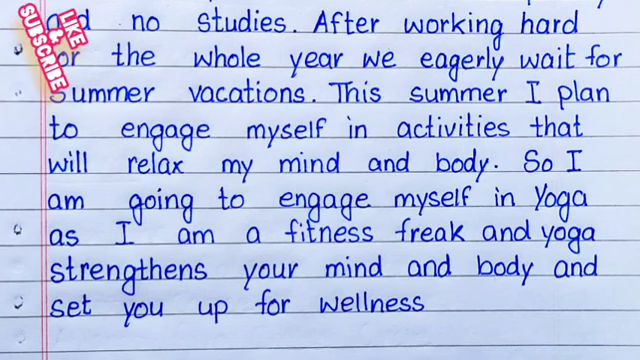 and no studies. After working hard
LIKE & SUBSCRIBE
for the whole year we eagerly wait for
Summer vacations. This summer I plan
to engage myself in activities that
will relax my mind and body. So I
am going to engage myself in Yoga
as I am a fitness freak and yoga
strengthens your mind and body and
set you up for wellness